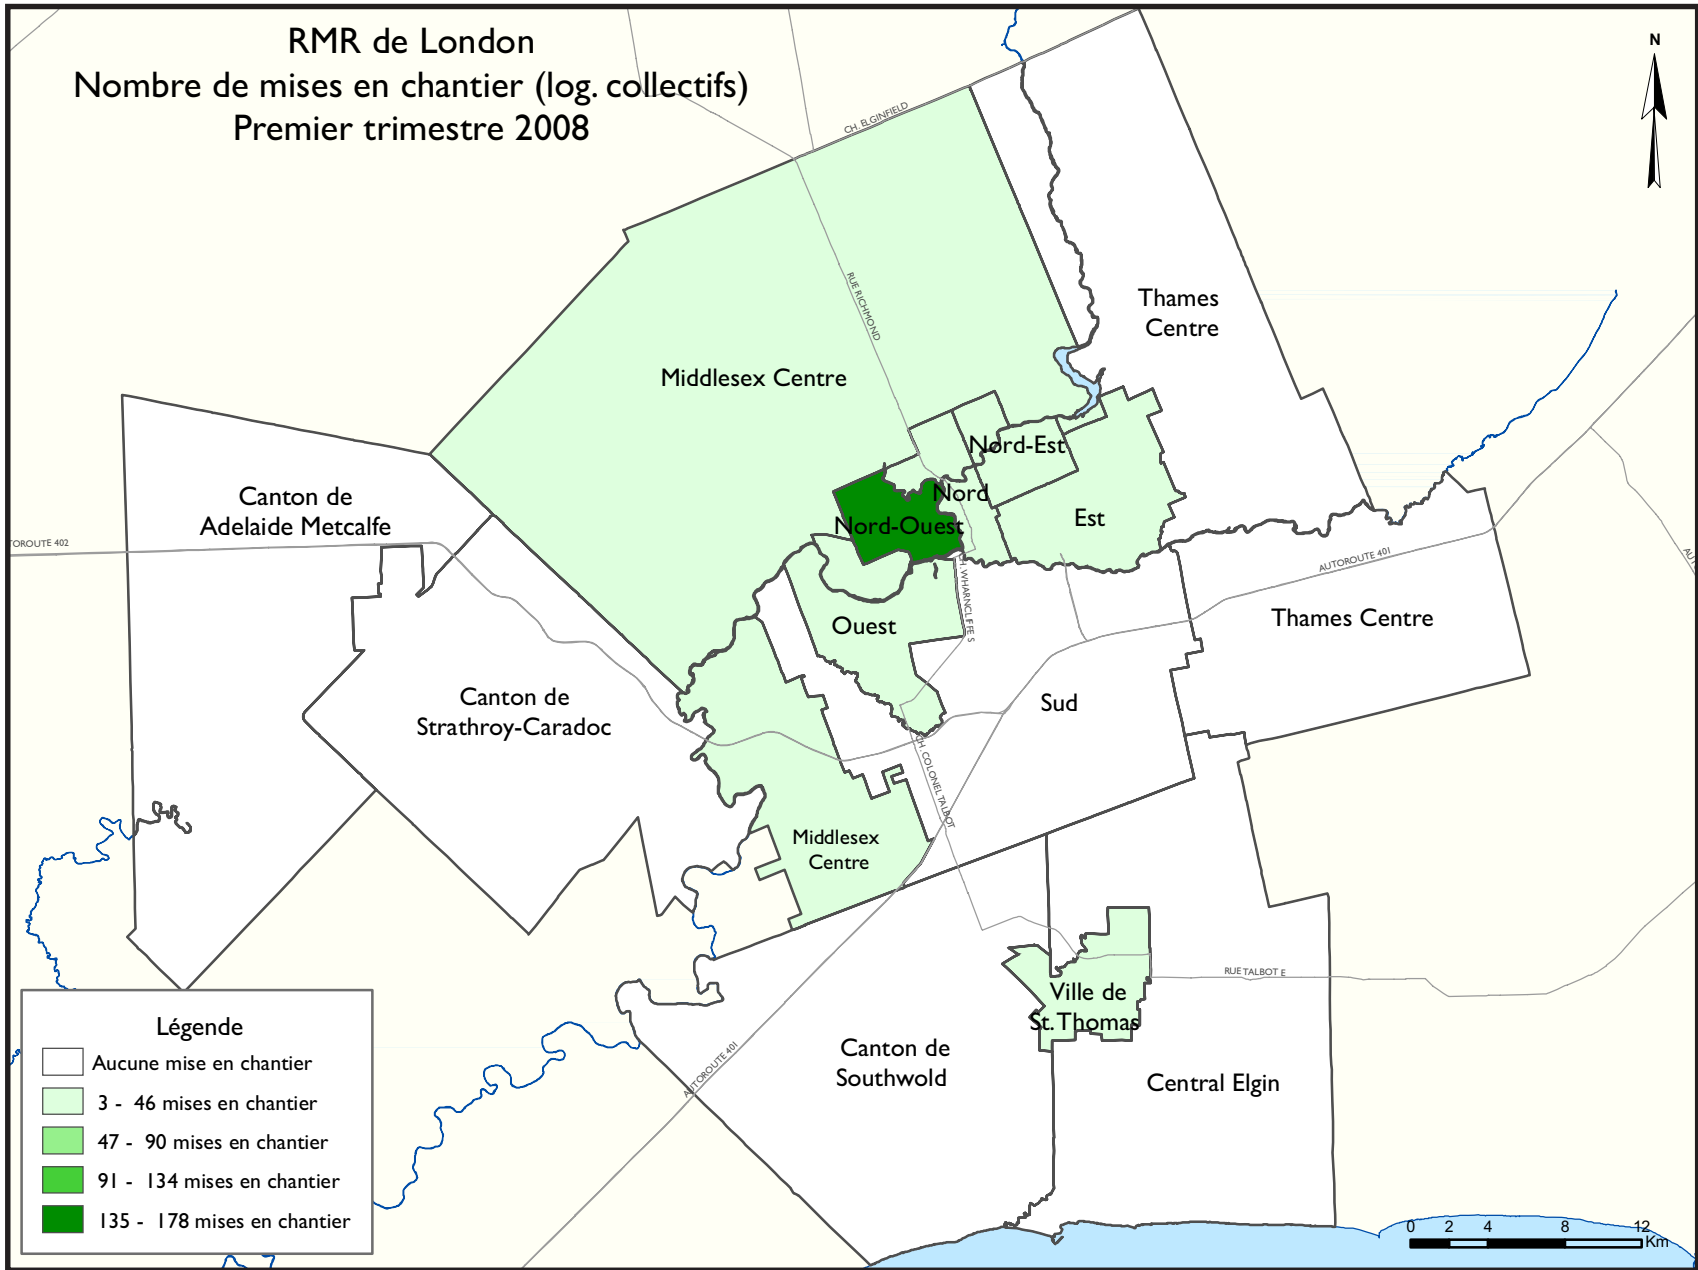 RMR de London
Nombre de mises en chantier (log. collectifs)
Premier trimestre 2008
N
CH. ELGINFIELD
RUE RICHMOND
Thames
Centre
Middlesex Centre
Nord-Est
Canton de
Adelaide Metcalfe
Nord
Nord-Ouest
Est
TOROUTE 402
AUTOROUTE 401
AU
CH. WHARNCLIFFE S
Thames Centre
Ouest
Canton de
Strathroy-Caradoc
Sud
CH. COLONEL TALBOT
Middlesex
Centre
RUE TALBOT E
Ville de
St. Thomas
Canton de
Southwold
AUTOROUTE 401
Central Elgin
Légende
Aucune mise en chantier
3 - 46 mises en chantier
47 - 90 mises en chantier
91 - 134 mises en chantier
135 - 178 mises en chantier
0 2 4 8 12
Km